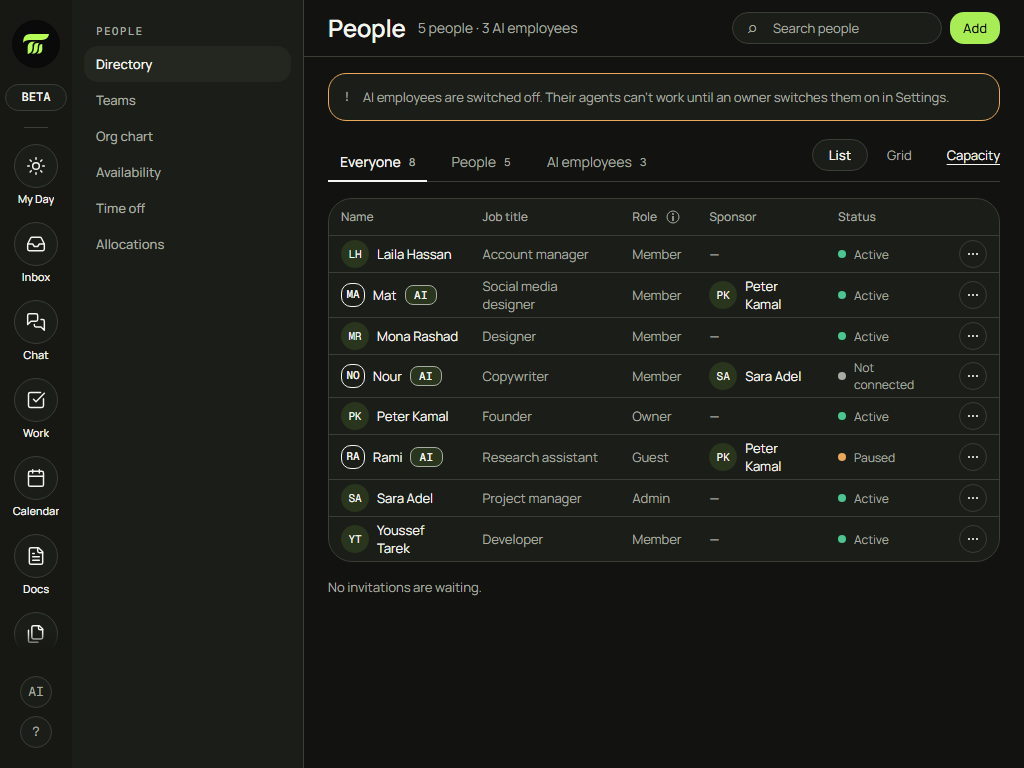 BETA
My Day
Inbox
Chat
Work
Calendar
Docs
AI
?
PEOPLE
Directory
Teams
Org chart
Availability
Time off
Allocations
People 5 people · 3 AI employees
Search people
Add
! AI employees are switched off. Their agents can't work until an owner switches them on in Settings.
Everyone 8 People 5 AI employees 3
List Grid Capacity
Name Job title Role Sponsor Status
LH Laila Hassan Account manager Member — Active
MA Mat AI Social media designer Member PK Peter Kamal Active
MR Mona Rashad Designer Member — Active
NO Nour AI Copywriter Member SA Sara Adel Not connected
PK Peter Kamal Founder Owner — Active
RA Rami AI Research assistant Guest PK Peter Kamal Paused
SA Sara Adel Project manager Admin — Active
YT Youssef Tarek Developer Member — Active
No invitations are waiting.